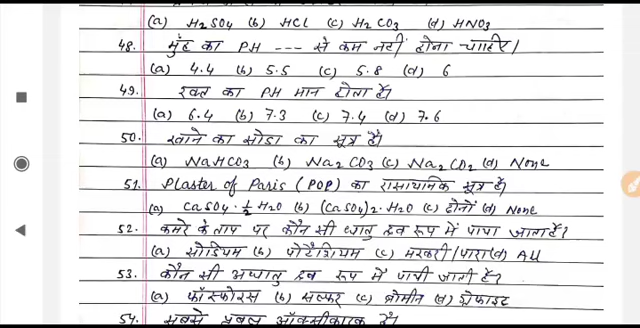 (a) H2SO4 (b) HCl (c) H2CO3 (d) HNO3
48. मुंह का PH --- से कम नहीं होना चाहिए।
(a) 4.4 (b) 5.5 (c) 5.8 (d) 6
49. रक्त का PH मान होता है।
(a) 6.4 (b) 7.3 (c) 7.4 (d) 7.6
50. खाने का सोडा का सूत्र है।
(a) NaHCO3 (b) Na2CO3 (c) Na2CO2 (d) None
51. Plaster of Paris (POP) का रासायनिक सूत्र है।
(a) CaSO4·½H2O (b) (CaSO4)2·H2O (c) दोनों (d) None
52. कमरे के ताप पर कौन सी धातु द्रव रूप में पाया जाता है?
(a) सोडियम (b) पोटैशियम (c) मरकरी/पारा (d) All
53. कौन सी अधातु द्रव रूप में पायी जाती है?
(a) फॉस्फोरस (b) सल्फर (c) ब्रोमीन (d) ग्रेफाइट
54. सबसे प्रबल ऑक्सीकारक है।